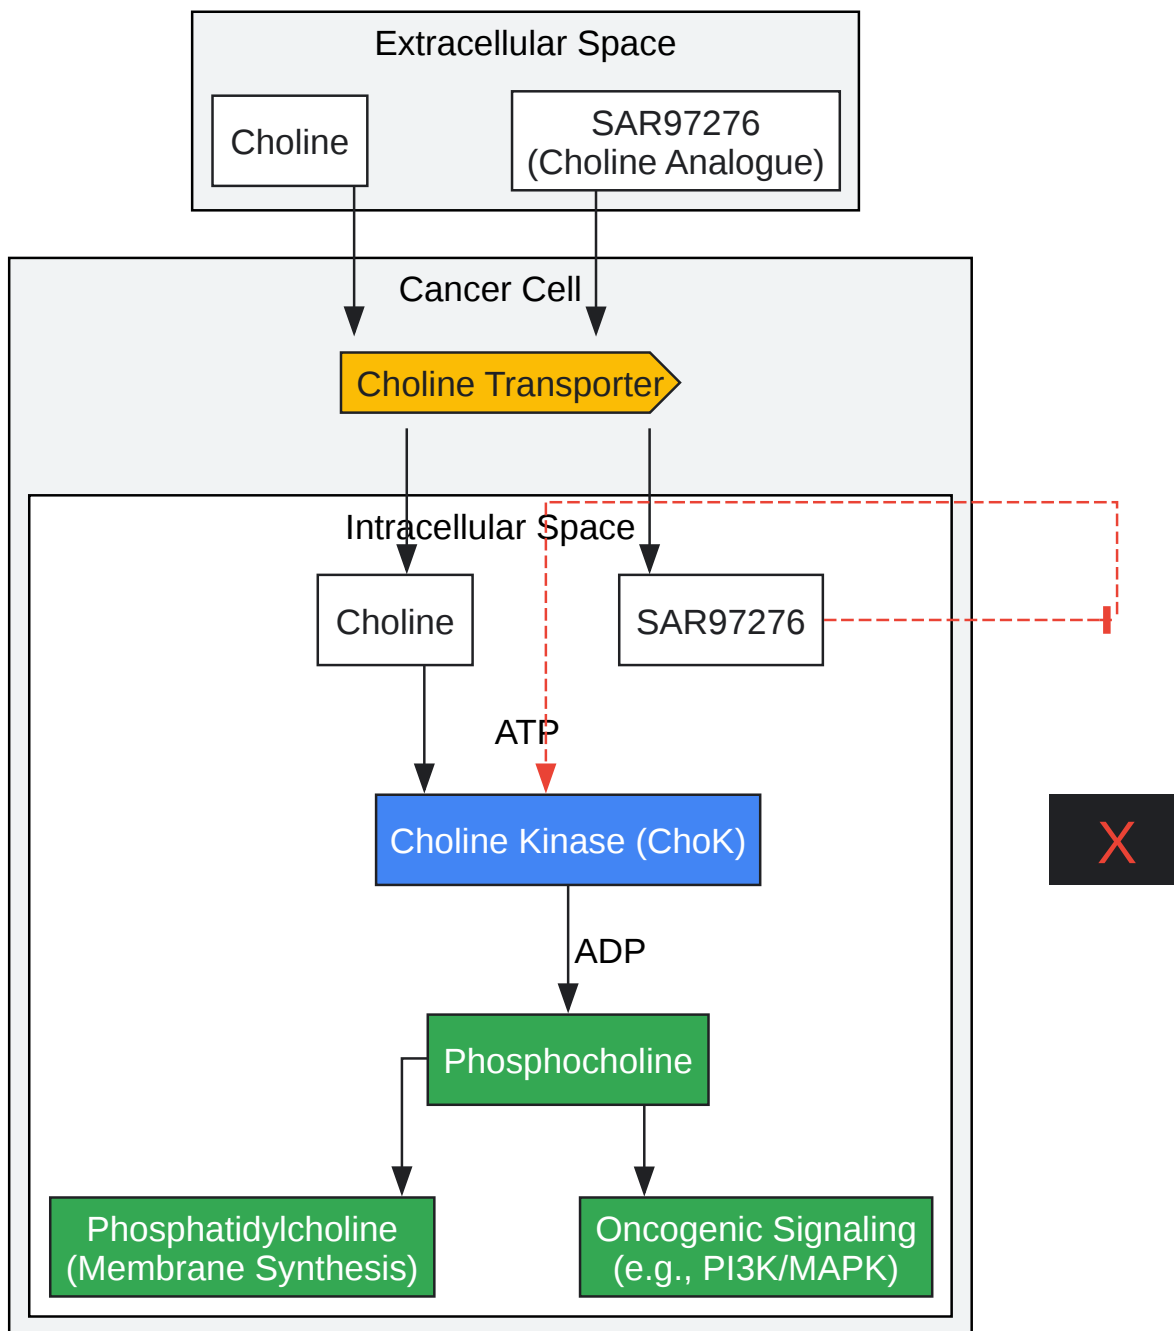 Extracellular Space
Choline
SAR97276
(Choline Analogue)
Cancer Cell
Choline Transporter
Intracellular Space
Choline
SAR97276
ATP
Choline Kinase (ChoK)
X
ADP
Phosphocholine
Phosphatidylcholine
(Membrane Synthesis)
Oncogenic Signaling
(e.g., PI3K/MAPK)